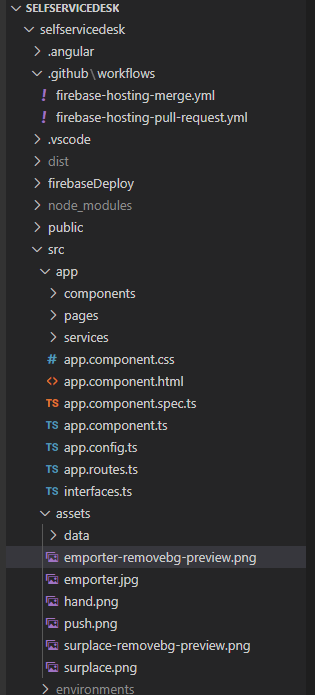 SELFSERVICEDESK
selfservicedesk
.angular
.github\workflows
! firebase-hosting-merge.yml
! firebase-hosting-pull-request.yml
.vscode
dist
firebaseDeploy
node_modules
public
src
app
components
pages
services
# app.component.css
<> app.component.html
TS app.component.spec.ts
TS app.component.ts
TS app.config.ts
TS app.routes.ts
TS interfaces.ts
assets
data
emporter-removebg-preview.png
emporter.jpg
hand.png
push.png
surplace-removebg-preview.png
surplace.png
environments